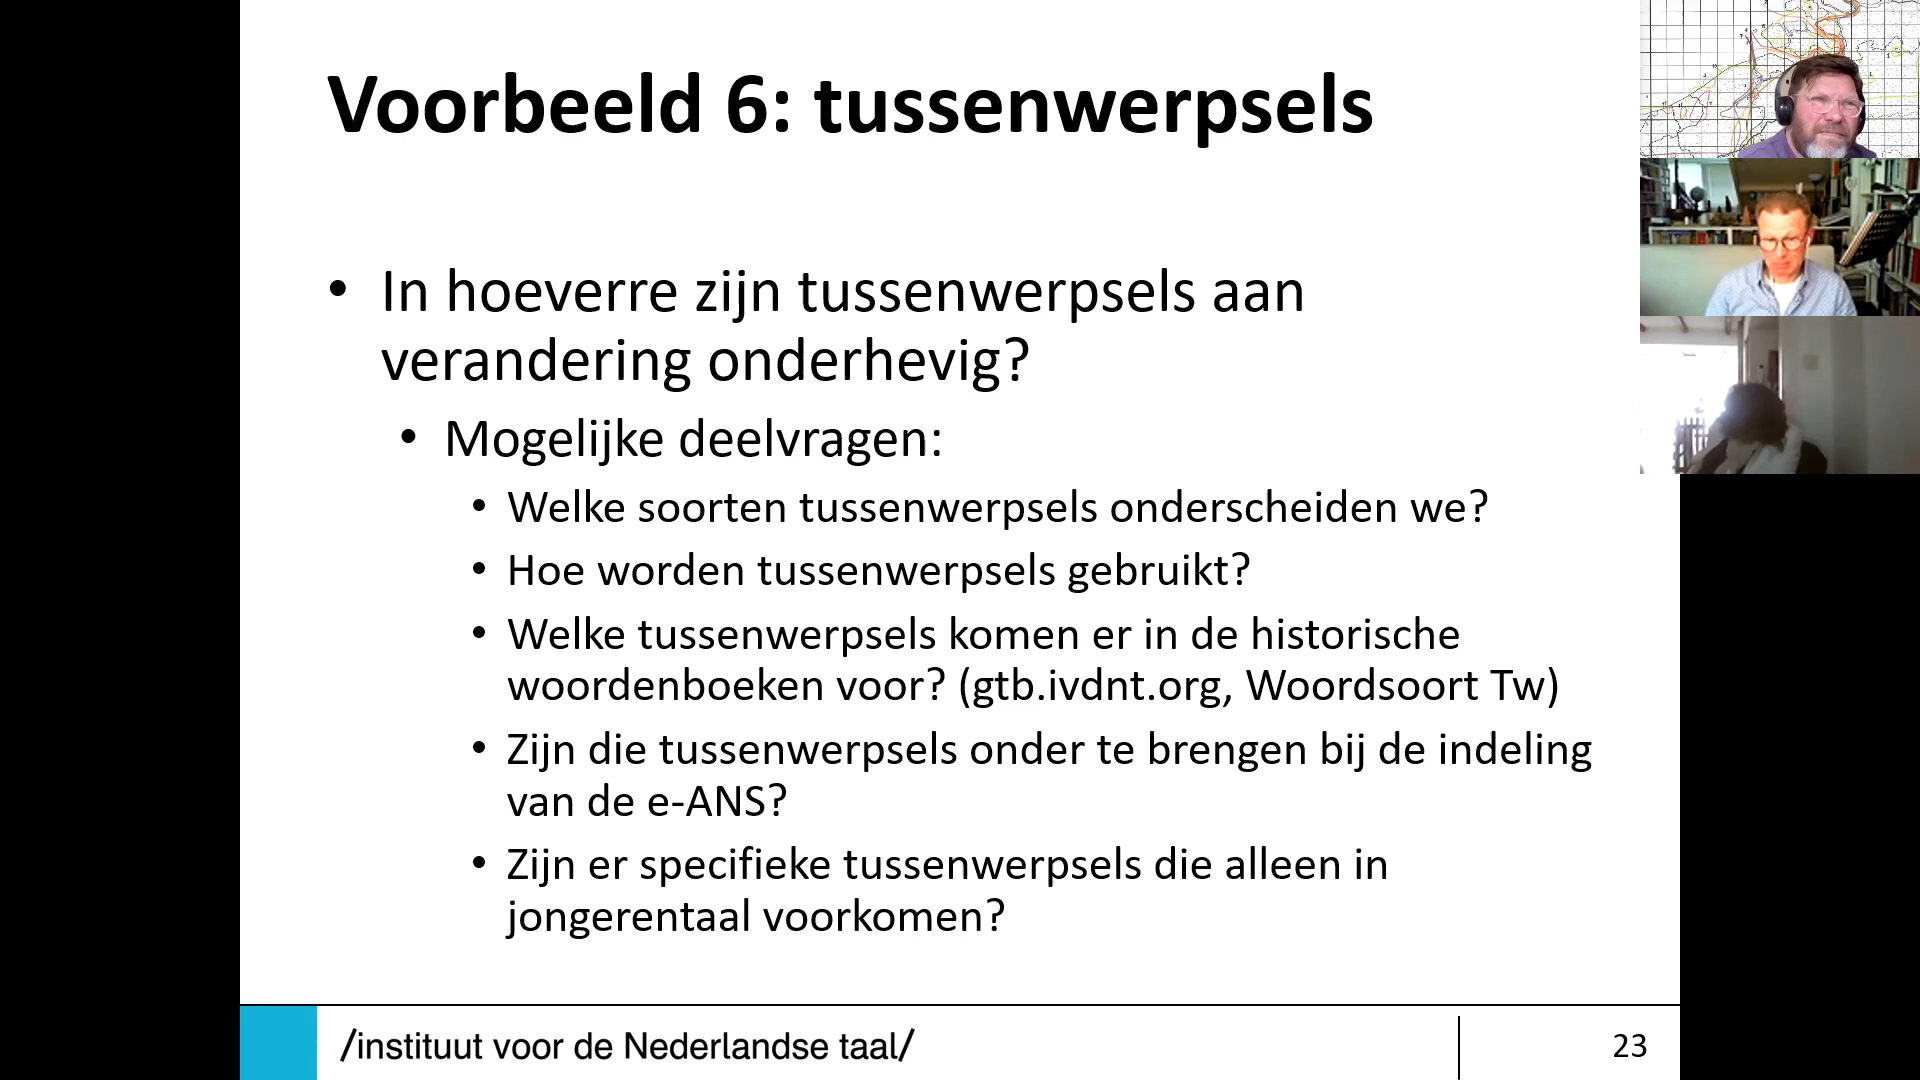 Voorbeeld 6: tussenwerpsels
• In hoeverre zijn tussenwerpsels aan
verandering onderhevig?
• Mogelijke deelvragen:
• Welke soorten tussenwerpsels onderscheiden we?
• Hoe worden tussenwerpsels gebruikt?
• Welke tussenwerpsels komen er in de historische
woordenboeken voor? (gtb.ivdnt.org, Woordsoort Tw)
• Zijn die tussenwerpsels onder te brengen bij de indeling
van de e-ANS?
• Zijn er specifieke tussenwerpsels die alleen in
jongerentaal voorkomen?
/instituut voor de Nederlandse taal/
23